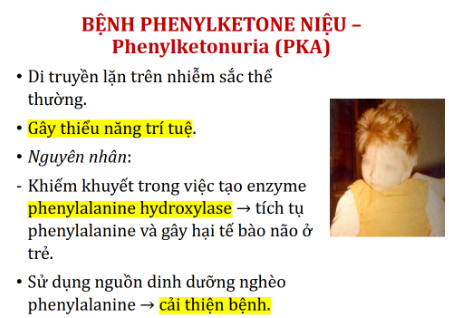 BỆNH PHENYLKETONE NIỆU –
Phenylketonuria (PKA)
• Di truyền lặn trên nhiễm sắc thể
thường.
• Gây thiểu năng trí tuệ.
• Nguyên nhân:
- Khiếm khuyết trong việc tạo enzyme
phenylalanine hydroxylase → tích tụ
phenylalanine và gây hại tế bào não ở
trẻ.
• Sử dụng nguồn dinh dưỡng nghèo
phenylalanine → cải thiện bệnh.